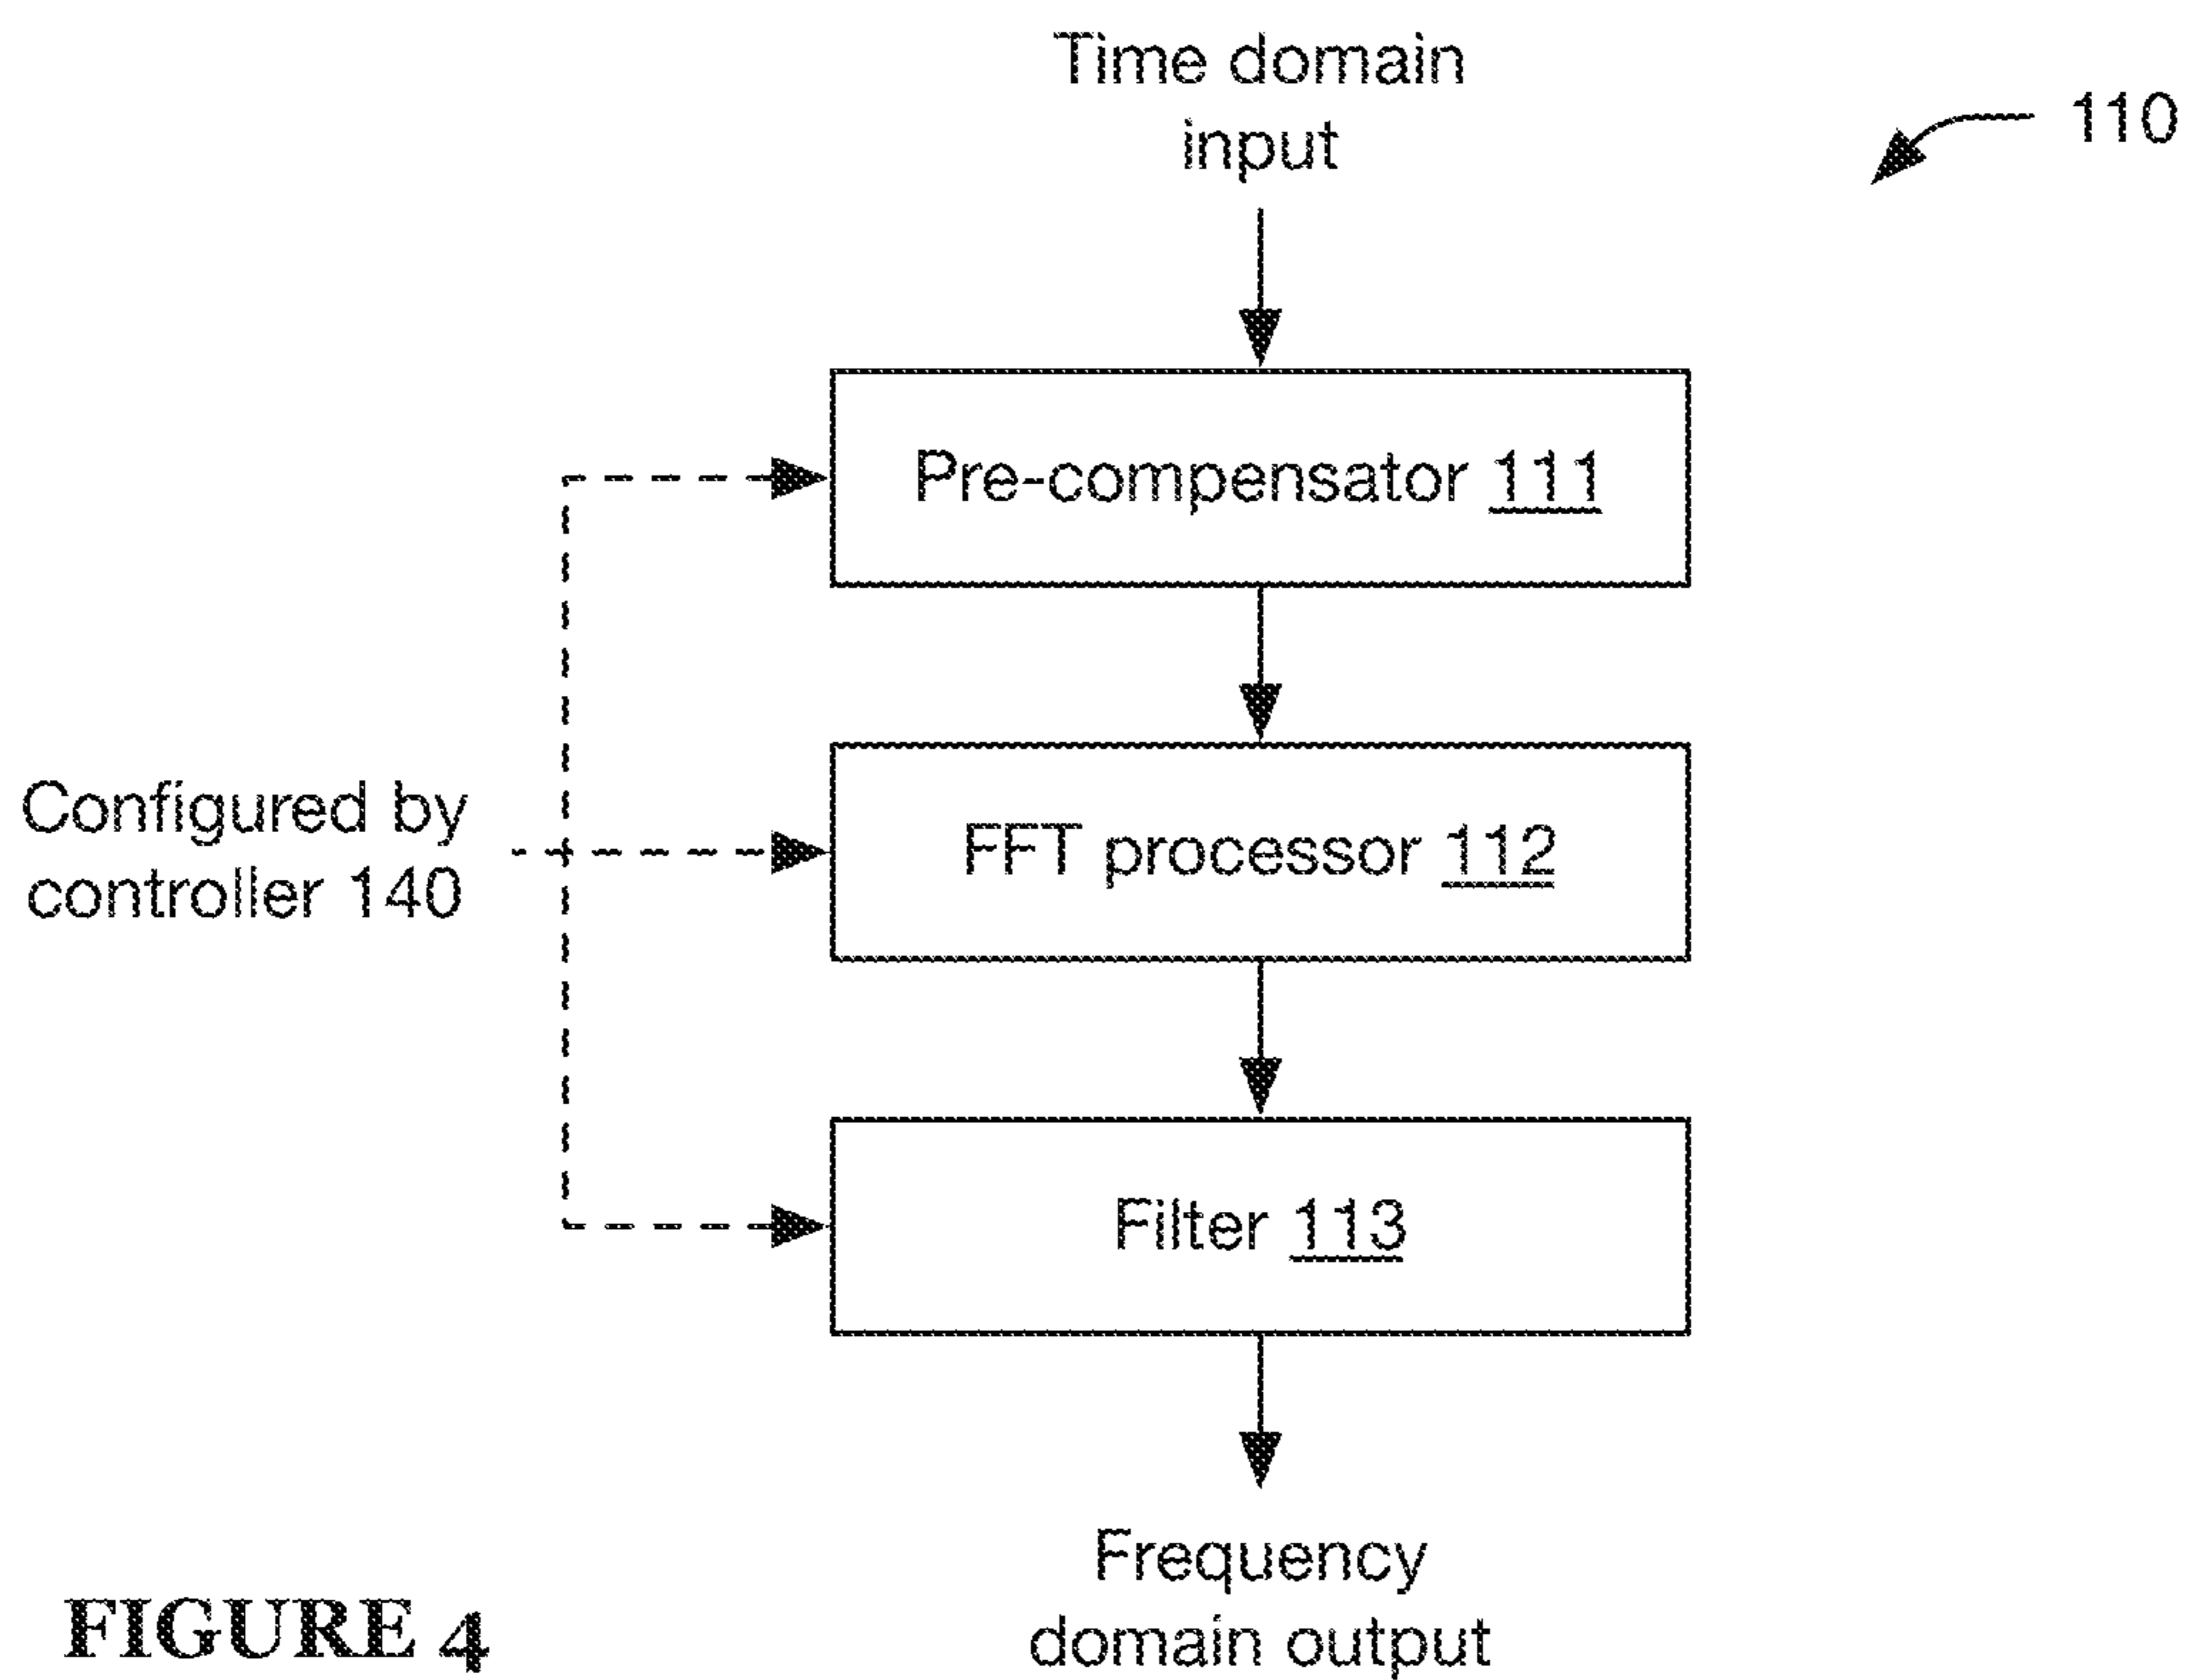 Time domain
input
110
Pre-compensator 111
Configured by
controller 140
FFT processor 112
Filter 113
Frequency
domain output
FIGURE 4